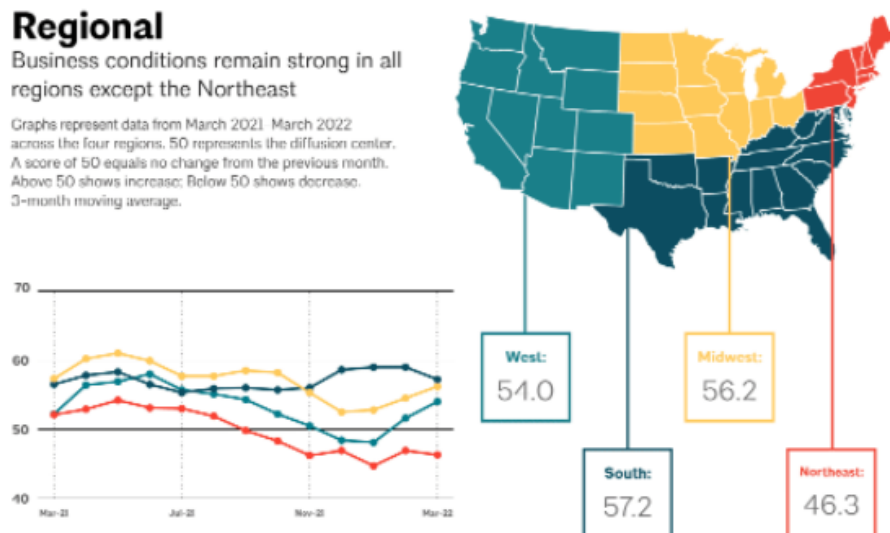 Regional
Business conditions remain strong in all
regions except the Northeast
Graphs represent data from March 2021 March 2022
across the four regions. 50 represents the diffusion center.
A score of 50 equals no change from the previous month.
Above 50 shows increase; Below 50 shows decrease.
3-month moving average.
70
60
50
40
Mar-21
Jul-21
Nov-21
Mar-22
West:
54.0
Midwest:
56.2
South:
57.2
Northeast:
46.3